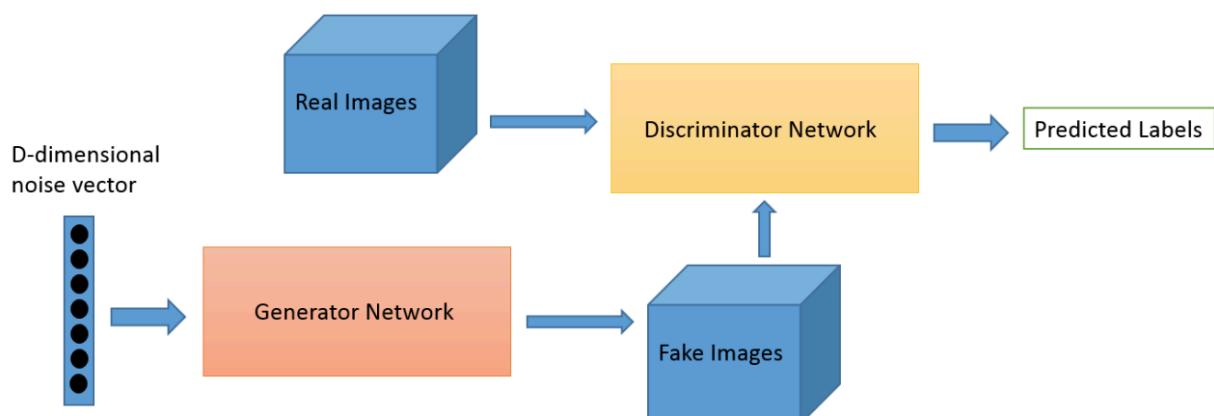 Real Images
Discriminator Network
Predicted Labels
D-dimensional
noise vector
Generator Network
Fake Images